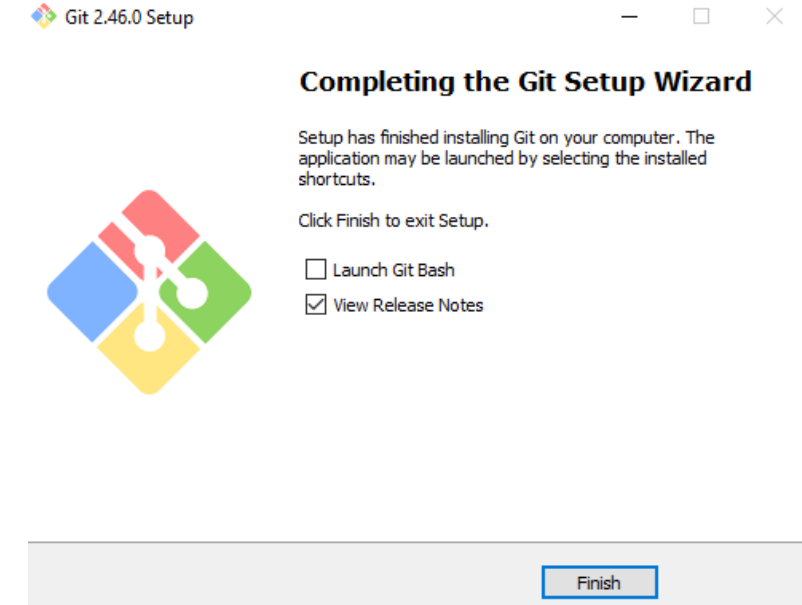 Git 2.46.0 Setup
Completing the Git Setup Wizard
Setup has finished installing Git on your computer. The
application may be launched by selecting the installed
shortcuts.
Click Finish to exit Setup.
Launch Git Bash
View Release Notes
Finish